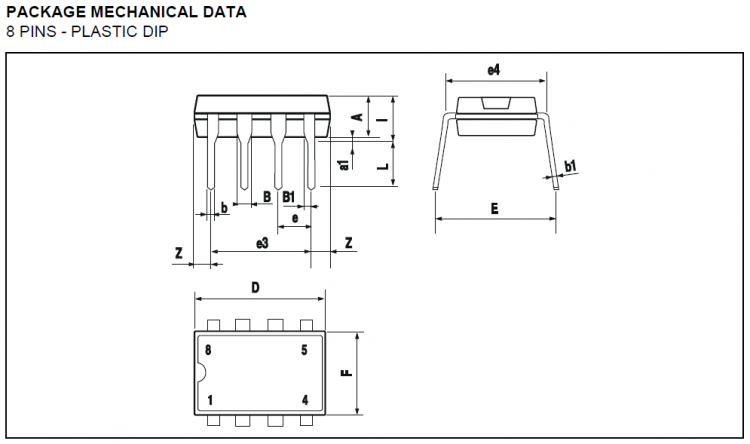 PACKAGE MECHANICAL DATA
8 PINS - PLASTIC DIP
e4
A
I
a1
L
b1
b
B
B1
e
E
Z
e3
Z
D
8
5
F
1
4